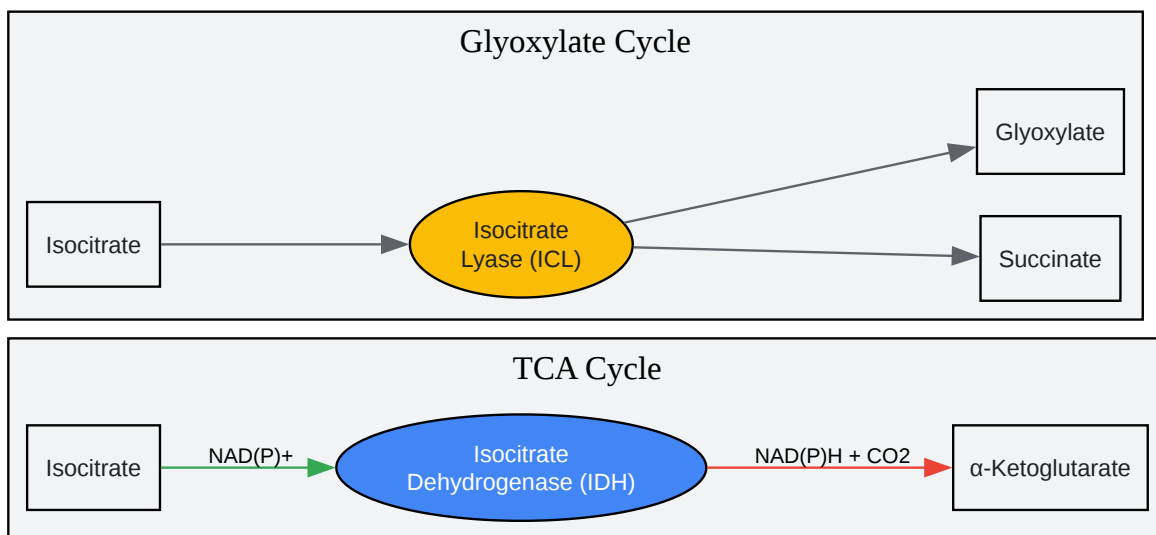 Glyoxylate Cycle
Glyoxylate
Isocitrate
Isocitrate
Lyase (ICL)
Succinate
TCA Cycle
Isocitrate
NAD(P)+
Isocitrate
Dehydrogenase (IDH)
NAD(P)H + CO2
α-Ketoglutarate